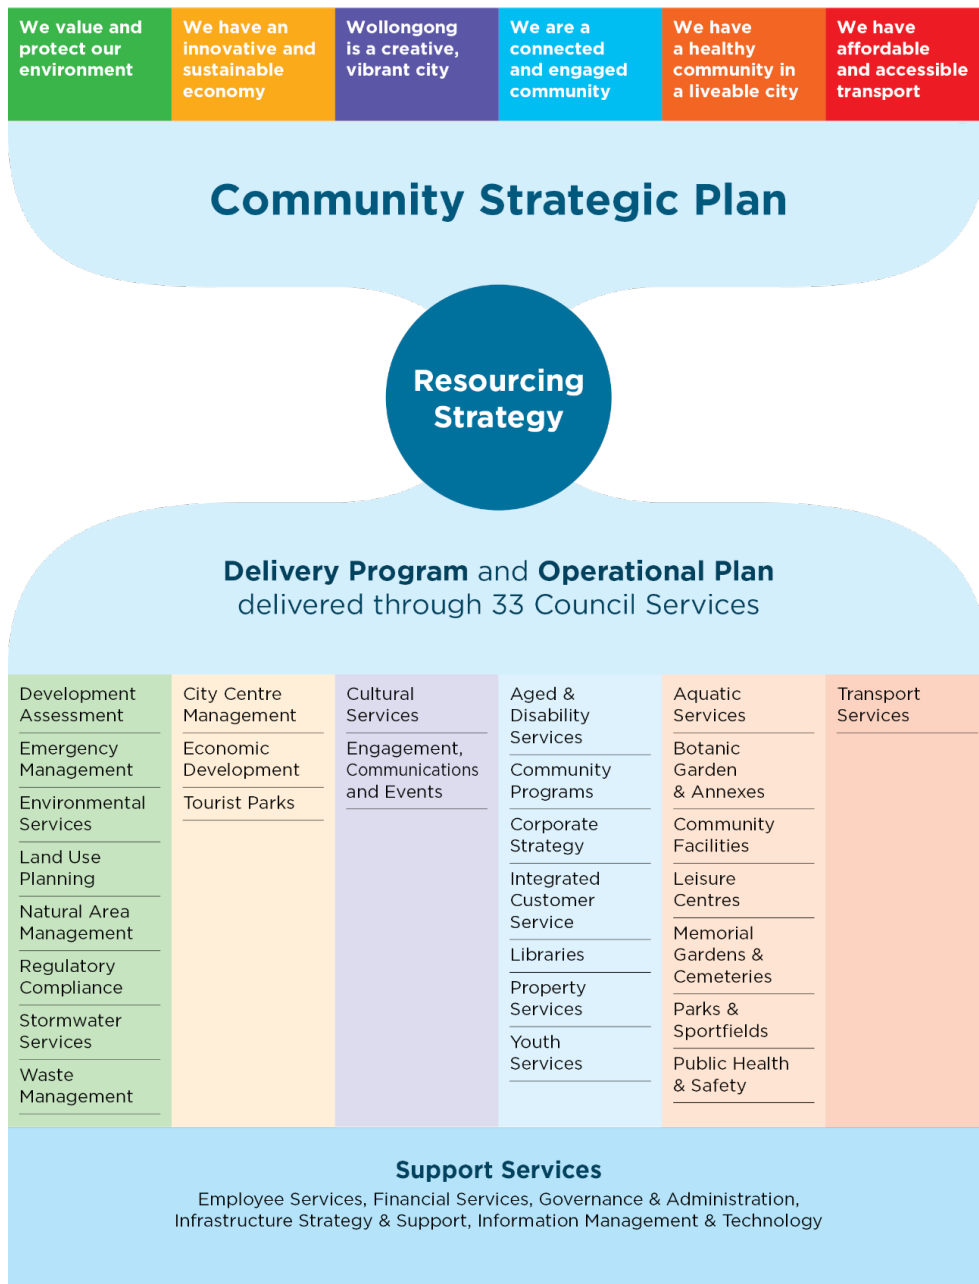 We value and
protect our
environment
We have an
innovative and
sustainable
economy
Wollongong
is a creative,
vibrant city
We are a
connected
and engaged
community
We have
a healthy
community in
a liveable city
We have
affordable
and accessible
transport
Community Strategic Plan
Resourcing
Strategy
Delivery Program and Operational Plan
delivered through 33 Council Services
Development
Assessment
Emergency
Management
Environmental
Services
Land Use
Planning
Natural Area
Management
Regulatory
Compliance
Stormwater
Services
Waste
Management
City Centre
Management
Economic
Development
Tourist Parks
Cultural
Services
Engagement,
Communications
and Events
Aged &
Disability
Services
Community
Programs
Corporate
Strategy
Integrated
Customer
Service
Libraries
Property
Services
Youth
Services
Aquatic
Services
Botanic
Garden
& Annexes
Community
Facilities
Leisure
Centres
Memorial
Gardens &
Cemeteries
Parks &
Sportfields
Public Health
& Safety
Transport
Services
Support Services
Employee Services, Financial Services, Governance & Administration,
Infrastructure Strategy & Support, Information Management & Technology